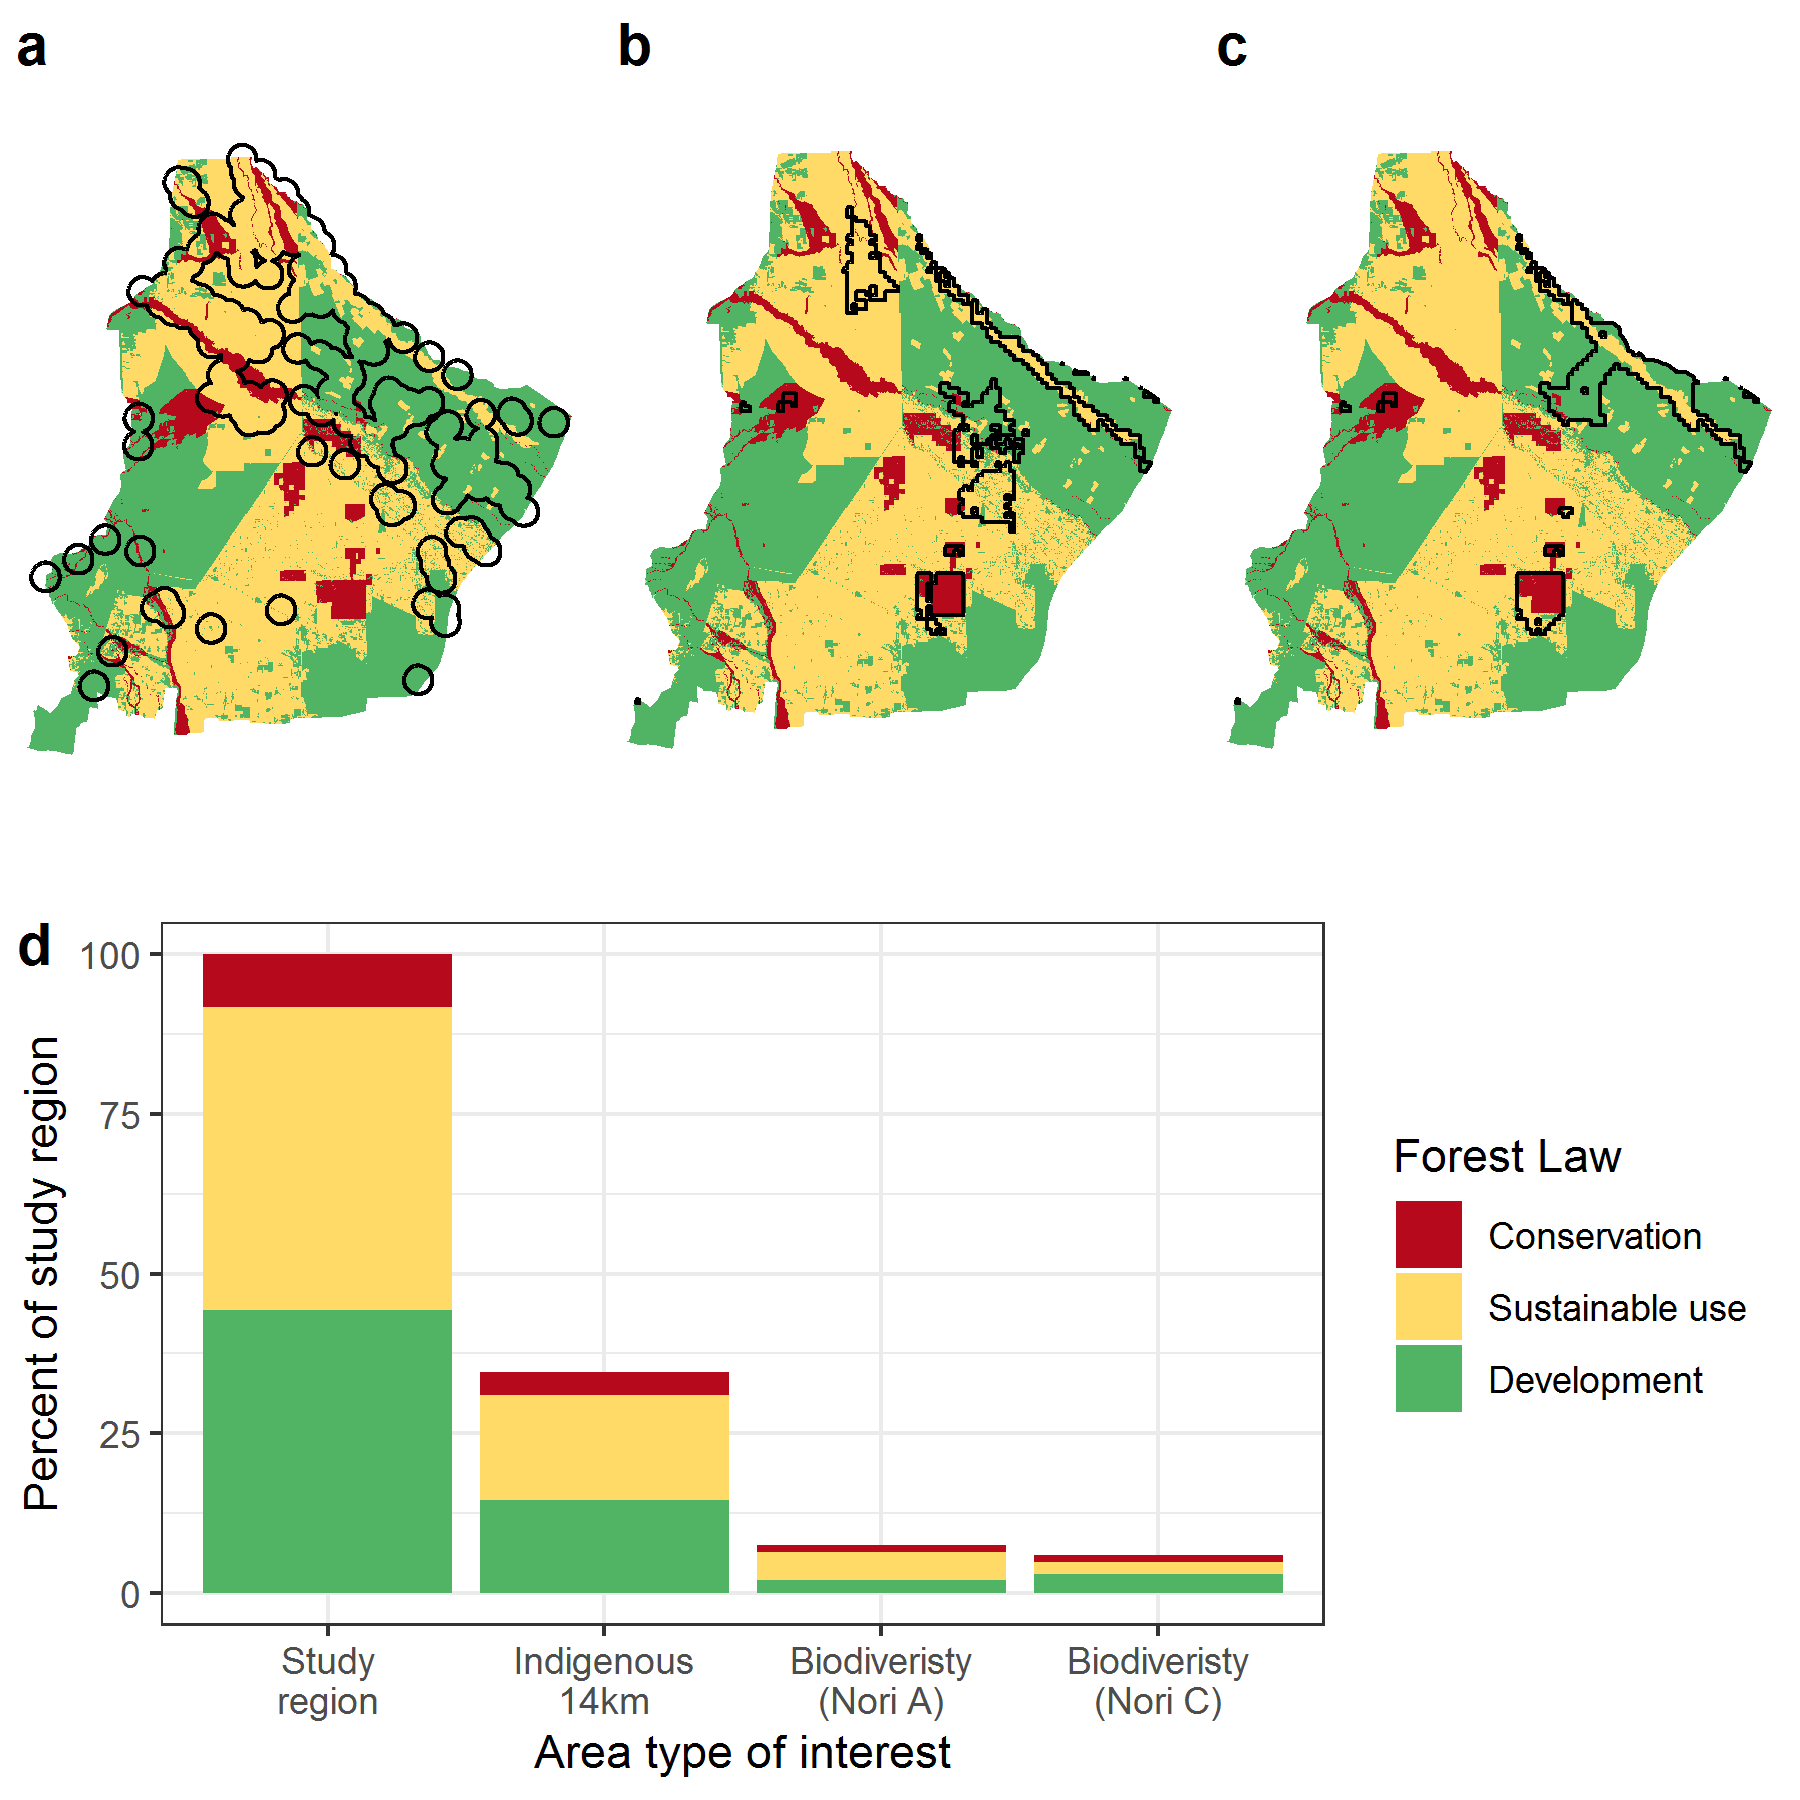 a
b
c
d
100
75
50
25
0
Percent of study region
Study
region
Indigenous
14km
Biodiveristy
(Nori A)
Biodiveristy
(Nori C)
Area type of interest
Forest Law
Conservation
Sustainable use
Development